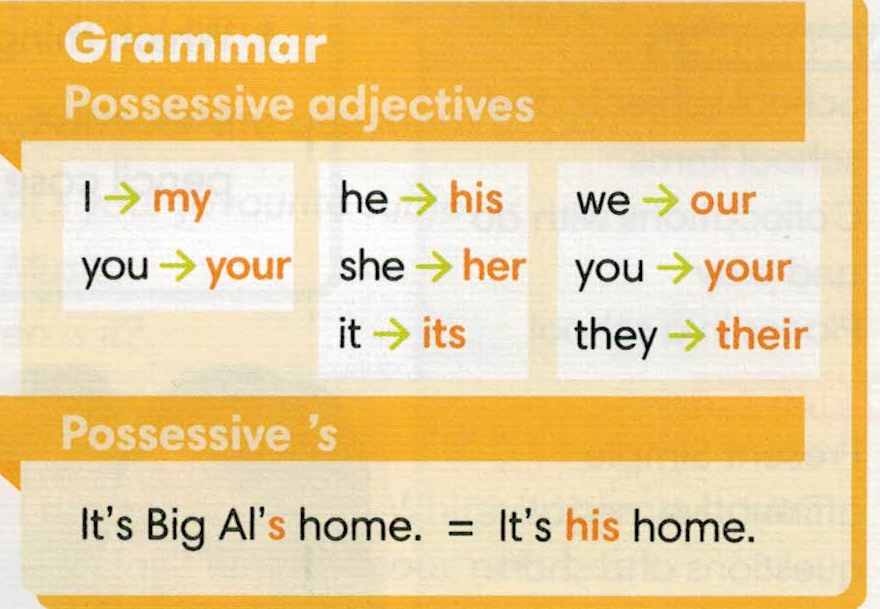 Grammar
Possessive adjectives
I → my
you → your
he → his
she → her
it → its
we → our
you → your
they → their
Possessive 's
It's Big Al's home. = It's his home.